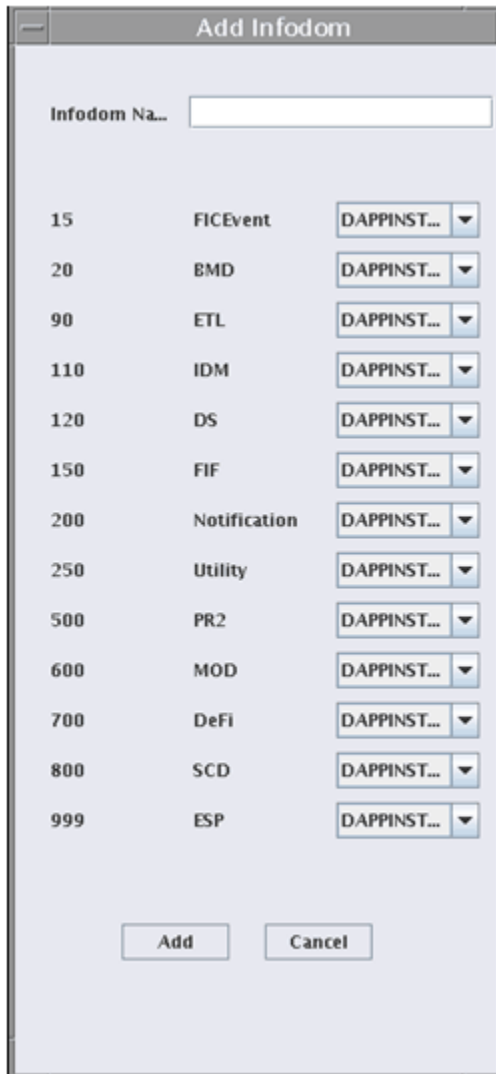 Add Infodom
Infodom Na...
15 FICEvent DAPPINST...
20 BMD DAPPINST...
90 ETL DAPPINST...
110 IDM DAPPINST...
120 DS DAPPINST...
150 FIF DAPPINST...
200 Notification DAPPINST...
250 Utility DAPPINST...
500 PR2 DAPPINST...
600 MOD DAPPINST...
700 DeFi DAPPINST...
800 SCD DAPPINST...
999 ESP DAPPINST...
Add Cancel